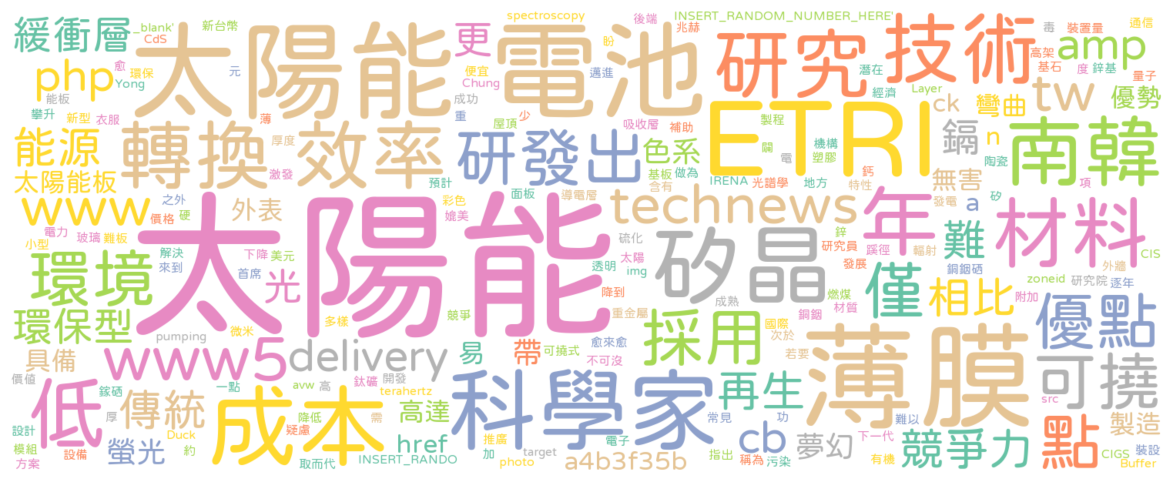 緩衝層
_blank'
新台幣
CdS
愈
環保
Yong
元
php
能板
攀升
新型
衣服
太陽能
電池
更
spectroscopy
盼
後端
INSERT_RANDOM_NUMBER_HERE'
兆赫
便宜
邁進
Chung
成功
重
屋頂
少
薄
研究
技術
裝置量
毒
通信
高架
amp
基石
度
鋅基
量子
潛在
Layer
經濟
ck
彎曲
tw
優勢
能源
太陽能板
轉換
效率
厚度
激發
研發出
吸收層
補助
色系
基板
做為
含有
ETRI
製程
闢
電
機構
塑膠
IRENA
光譜學
地方
鈣
特性
發電
鎘
n
無害
a
陶瓷
矽
項
南韓
www
之外
價格
硬
外表
預計
彩色
面板
導電層
媲美
technews
電力
玻璃
難板
小型
解決
來到
下降
美元
首席
環境
光
太陽能
硫化
太陽
透明
img
降到
重金屬
矽晶
鋅
研究員
蹊徑
發展
輻射
年
難
材料
CIS
銅銦硒
外牆
zoneid
研究院
逐年
燃煤
材質
成熟
銅銦
僅
相比
附加
優點
環保型
pumping
微米
多樣
競爭
愈來愈
可撓式
不可沒
易
帶
採用
國際
次於
若要
薄膜
可撓
具備
www5
delivery
價值
鎵硒
一點
avw
高
鈦礦
開發
terahertz
低
厚
傳統
成本
降低
需
疑慮
高達
科學家
再生
常見
功
src
製造
設計
模組
方案
設備
螢光
Duck
約
取而代
INSERT_RANDO
href
推廣
加
photo
target
電子
a4b3f35b
指出
cb
稱為
污染
夢幻
難以
有機
下一代
競爭力
點
CIGS
裝設
Buffer